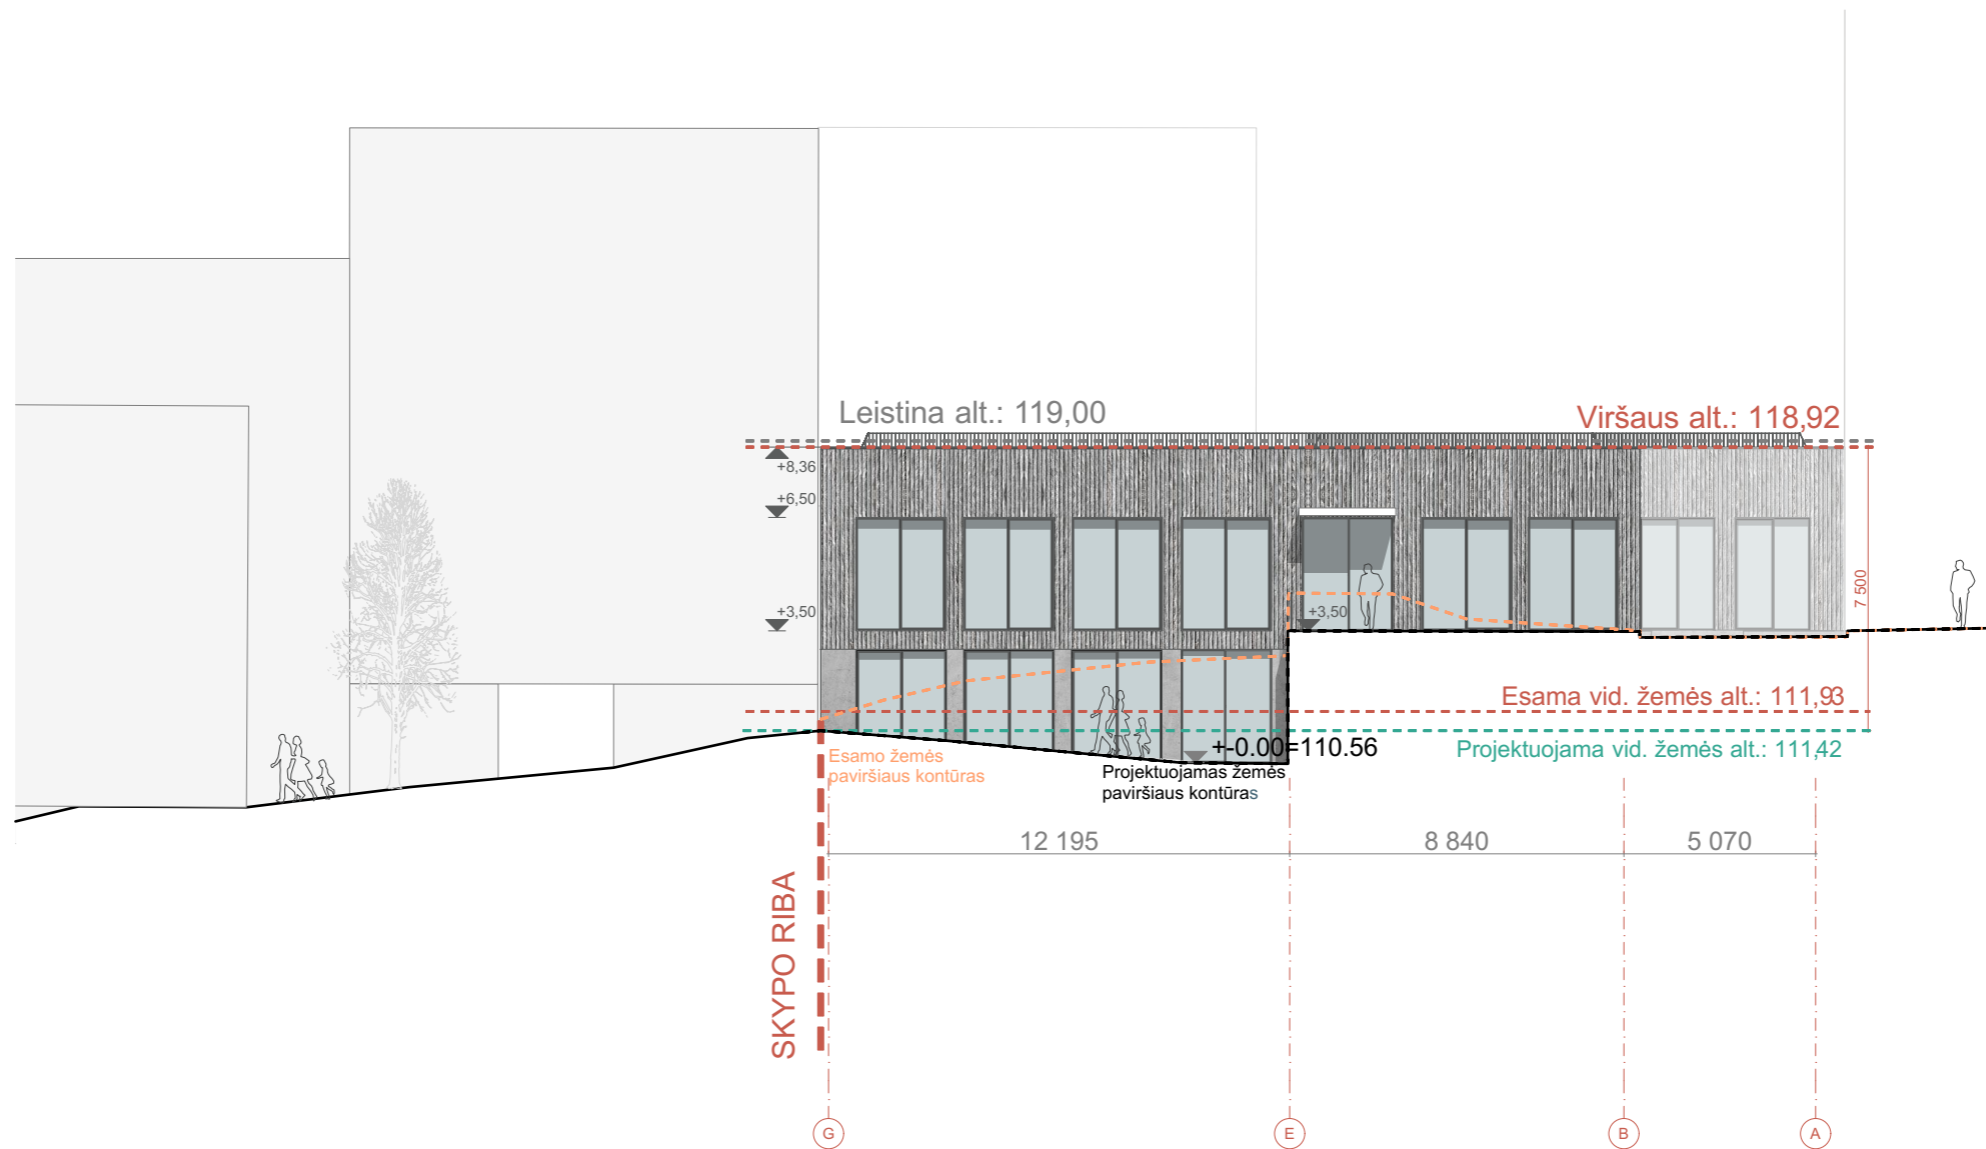 Leistina alt.: 119,00
Viršaus alt.: 118,92
+8,36
+6,50
+3,50
+3,50
7 500
Esama vid. žemės alt.: 111,93
+-0.00=110.56
Projektuojama vid. žemės alt.: 111,42
Esamo žemės
paviršiaus kontūras
Projektuojamas žemės
paviršiaus kontūras
12 195
8 840
5 070
SKYPO RIBA
G
E
B
A